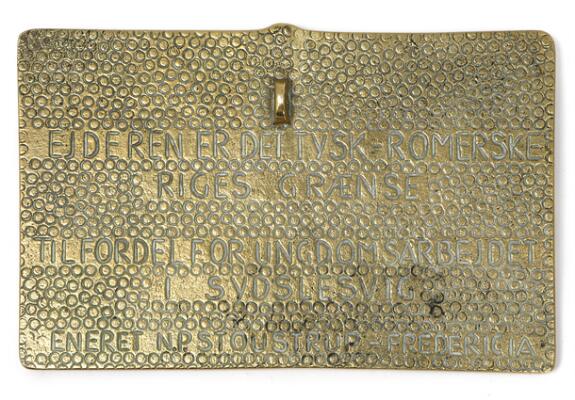 EJDEREN ER DET TYSK ROMERSKE
RIGES GRÆNSE
TIL FORDEL FOR UNGDOMSARBEJDET
I SYDSLESVIG
ENERET N.P. STOUSTRUP - FREDERICIA